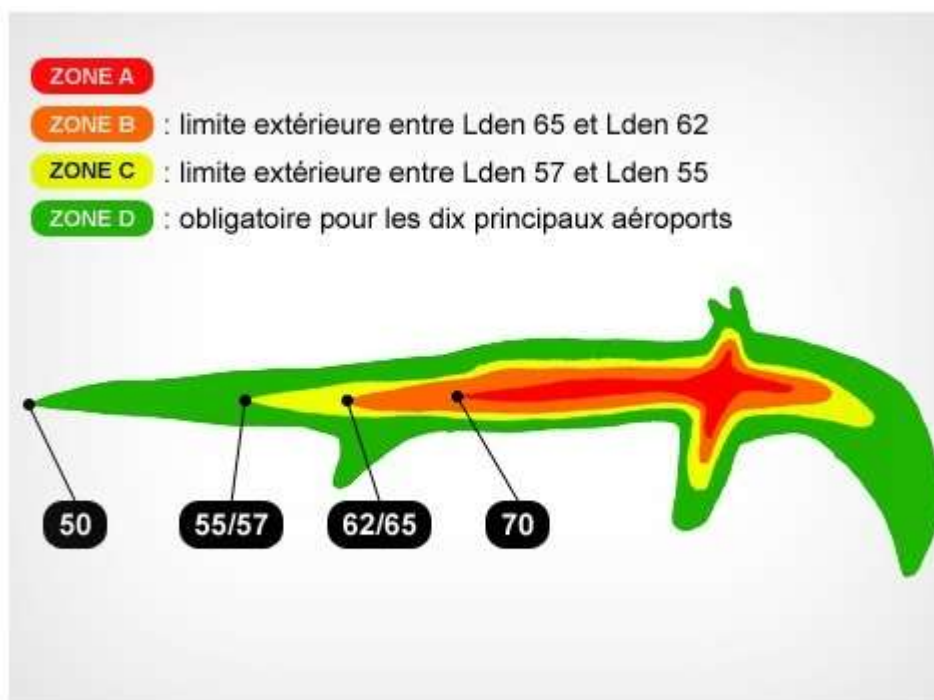 ZONE A
ZONE B : limite extérieure entre Lden 65 et Lden 62
ZONE C : limite extérieure entre Lden 57 et Lden 55
ZONE D : obligatoire pour les dix principaux aéroports
50 55/57 62/65 70